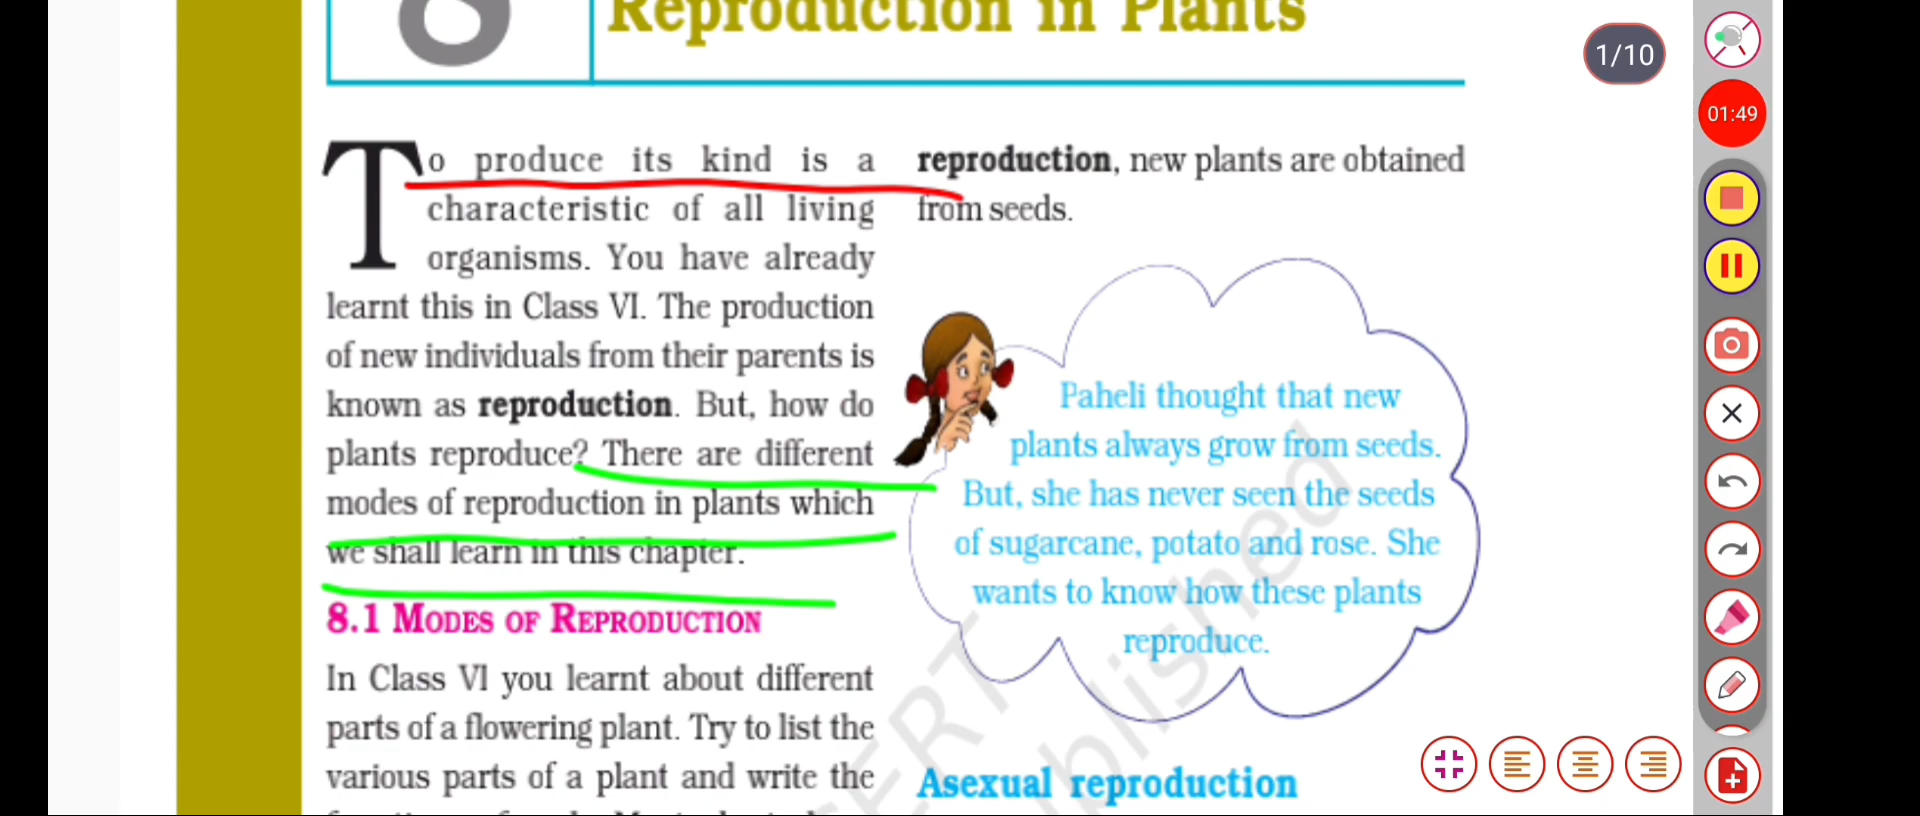 8 Reproduction in Plants
1/10
01:49
To produce its kind is a
characteristic of all living
organisms. You have already
learnt this in Class VI. The production
of new individuals from their parents is
known as reproduction. But, how do
plants reproduce? There are different
modes of reproduction in plants which
we shall learn in this chapter.
8.1 MODES OF REPRODUCTION
In Class VI you learnt about different
parts of a flowering plant. Try to list the
various parts of a plant and write the
reproduction, new plants are obtained
from seeds.
Paheli thought that new
plants always grow from seeds.
But, she has never seen the seeds
of sugarcane, potato and rose. She
wants to know how these plants
reproduce.
Asexual reproduction